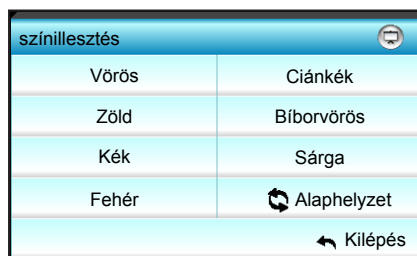 színillesztés
Vörös Ciánkék
Zöld Bíborvörös
Kék Sárga
Fehér Alaphelyzet
Kilépés